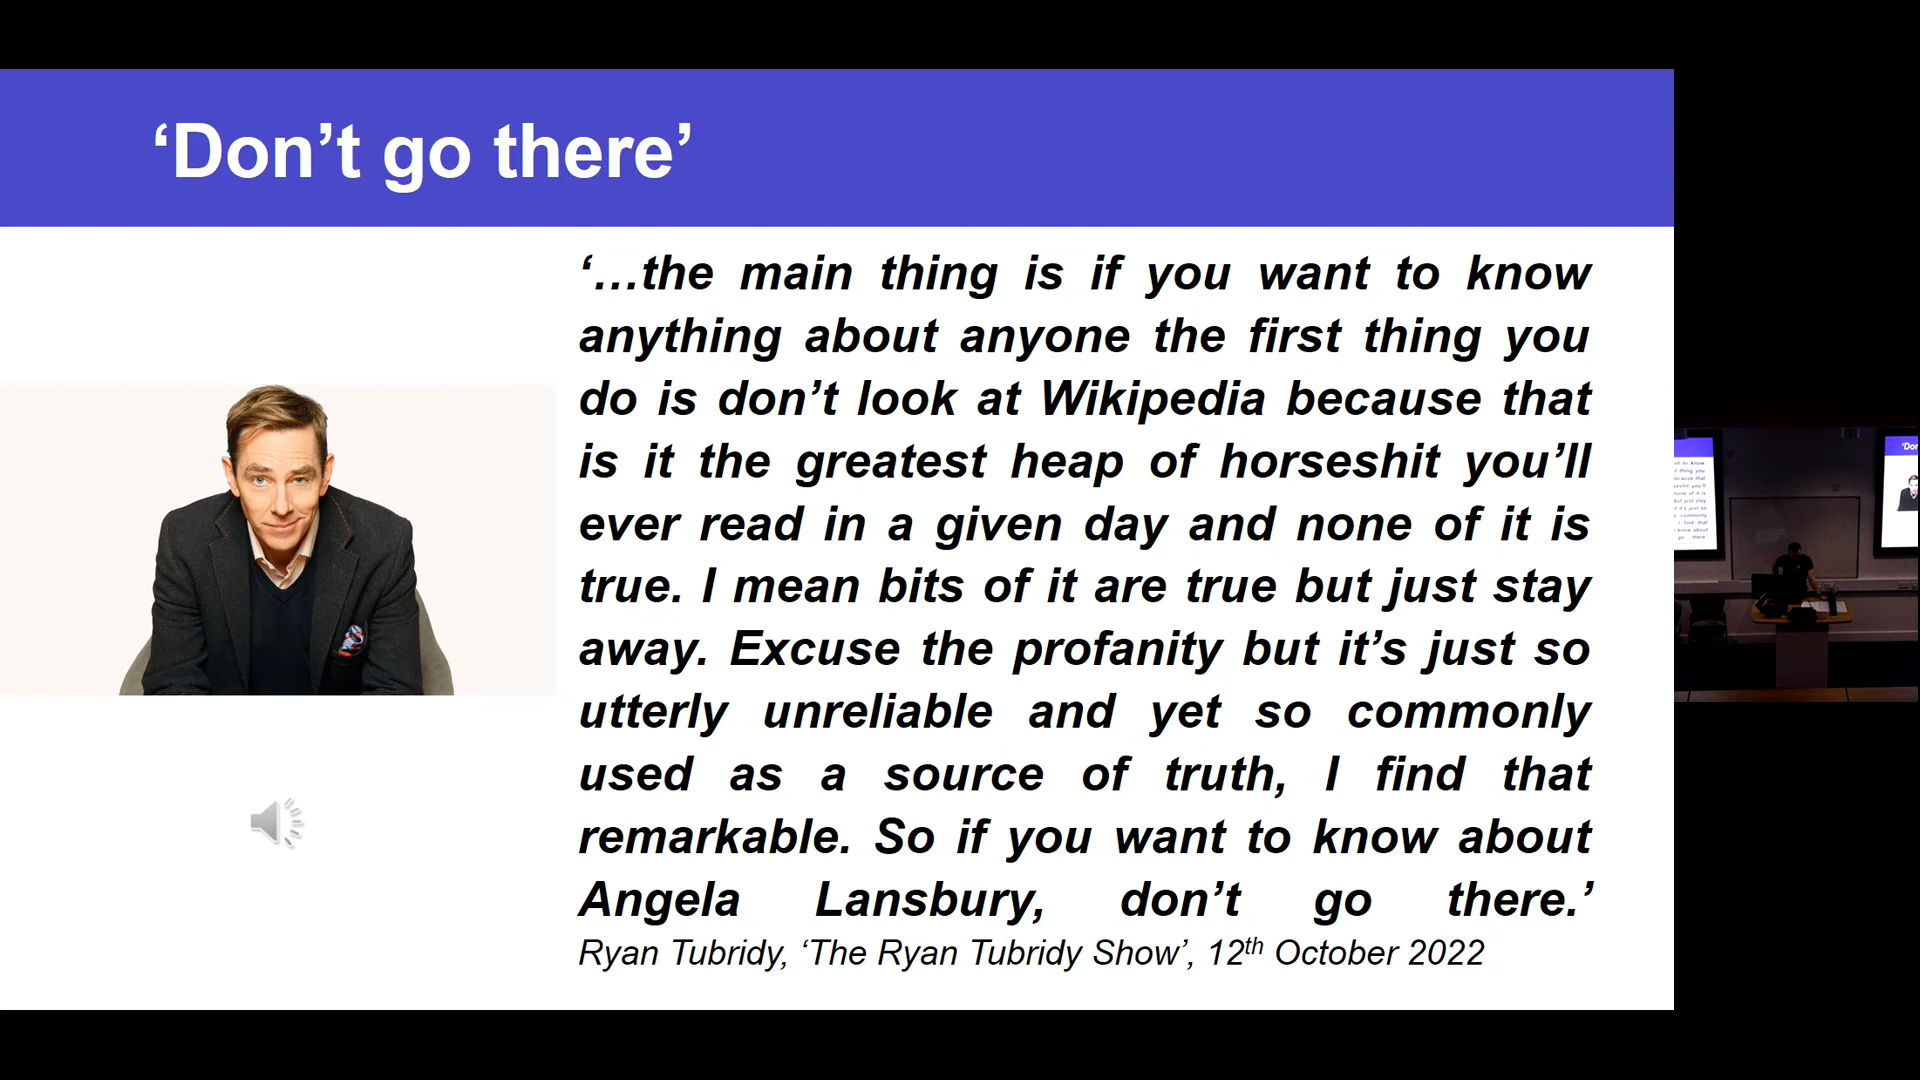 ‘Don’t go there’
‘…the main thing is if you want to know
anything about anyone the first thing you
do is don’t look at Wikipedia because that
is it the greatest heap of horseshit you’ll
ever read in a given day and none of it is
true. I mean bits of it are true but just stay
away. Excuse the profanity but it’s just so
utterly unreliable and yet so commonly
used as a source of truth, I find that
remarkable. So if you want to know about
Angela Lansbury, don’t go there.’
Ryan Tubridy, ‘The Ryan Tubridy Show’, 12th October 2022